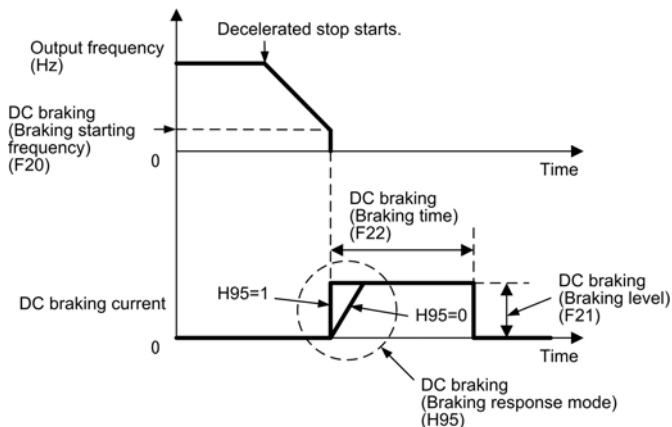 Decelerated stop starts.
Output frequency
(Hz)
DC braking
(Braking starting
frequency)
(F20)
0
Time
DC braking
(Braking time)
(F22)
DC braking current
H95=1
H95=0
DC braking
(Braking level)
(F21)
0
Time
DC braking
(Braking response mode)
(H95)